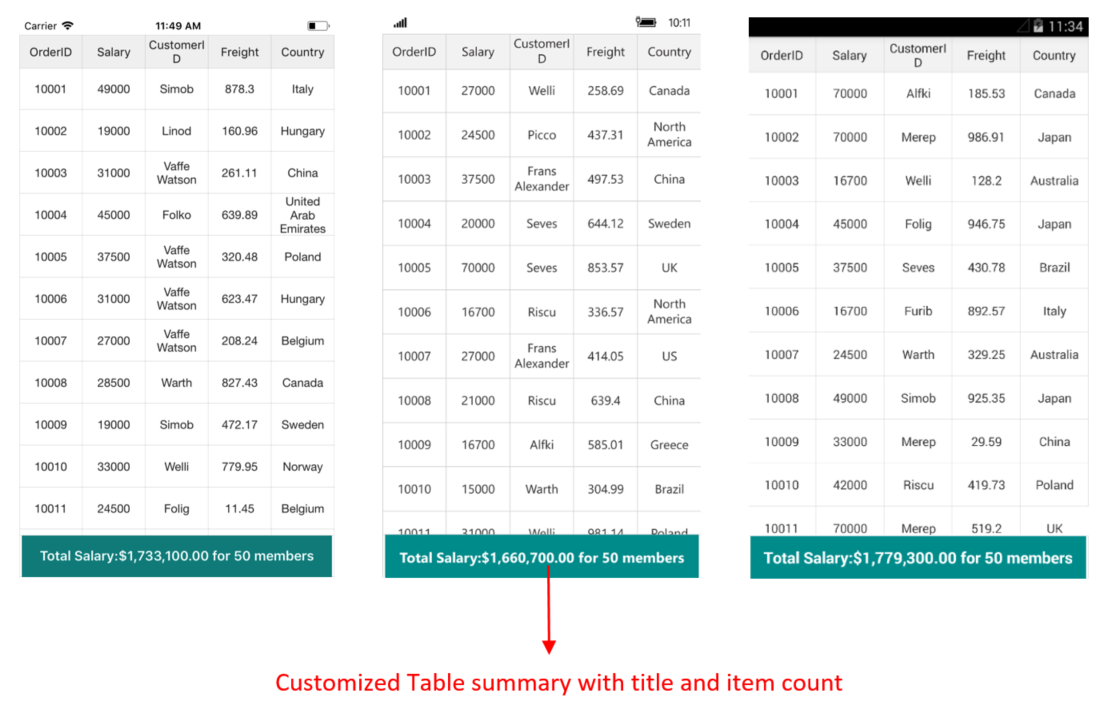 Carrier 11:49 AM
OrderID Salary CustomerI
D Freight Country
10001 49000 Simob 878.3 Italy
10002 19000 Linod 160.96 Hungary
10003 31000 Vaffe
Watson 261.11 China
10004 45000 Folko 639.89 United
Arab
Emirates
10005 37500 Vaffe
Watson 320.48 Poland
10006 31000 Vaffe
Watson 623.47 Hungary
10007 27000 Vaffe
Watson 208.24 Belgium
10008 28500 Warth 827.43 Canada
10009 19000 Simob 472.17 Sweden
10010 33000 Welli 779.95 Norway
10011 24500 Folig 11.45 Belgium
Total Salary:$1,733,100.00 for 50 members
10:11
OrderID Salary CustomerI
D Freight Country
10001 27000 Welli 258.69 Canada
10002 24500 Picco 437.31 North
America
10003 37500 Frans
Alexander 497.53 China
10004 20000 Seves 644.12 Sweden
10005 70000 Seves 853.57 UK
10006 16700 Riscu 336.57 North
America
10007 27000 Frans
Alexander 414.05 US
10008 21000 Riscu 639.4 China
10009 16700 Alfki 585.01 Greece
10010 15000 Warth 304.99 Brazil
10011 31000 Welli 981.14 Poland
Total Salary:$1,660,700.00 for 50 members
11:34
OrderID Salary CustomerI
D Freight Country
10001 70000 Alfki 185.53 Canada
10002 70000 Merep 986.91 Japan
10003 16700 Welli 128.2 Australia
10004 45000 Folig 946.75 Japan
10005 37500 Seves 430.78 Brazil
10006 16700 Furib 892.57 Italy
10007 24500 Warth 329.25 Australia
10008 49000 Simob 925.35 Japan
10009 33000 Merep 29.59 China
10010 42000 Riscu 419.73 Poland
10011 70000 Merep 519.2 UK
Total Salary:$1,779,300.00 for 50 members
Customized Table summary with title and item count